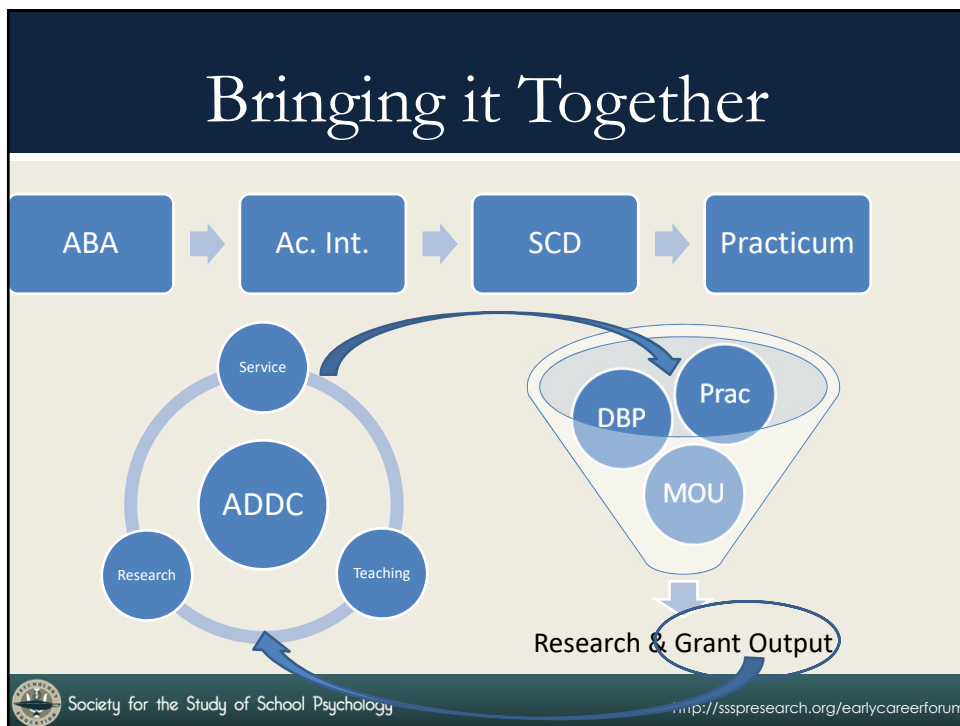 Bringing it Together
ABA
Ac. Int.
SCD
Practicum
Service
ADDC
Research
Teaching
DBP
Prac
MOU
Research & Grant Output
Society for the Study of School Psychology
http://ssspresearch.org/earlycareerforum